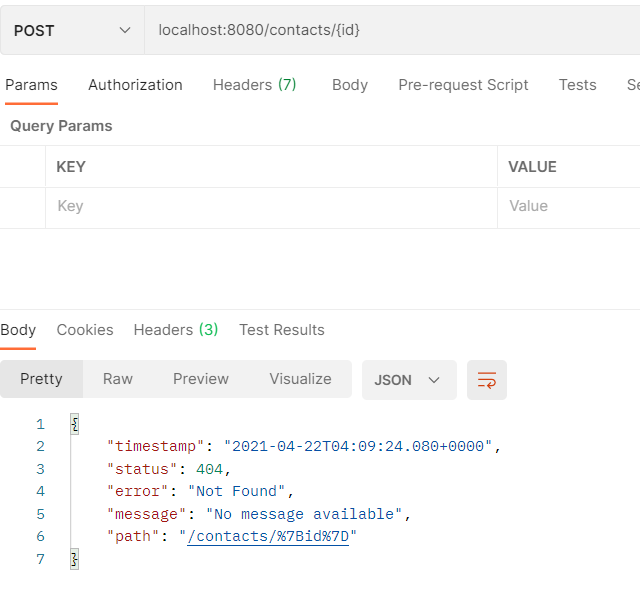 POST localhost:8080/contacts/{id}
Params Authorization Headers (7) Body Pre-request Script Tests Se
Query Params
KEY VALUE
Key Value
Body Cookies Headers (3) Test Results
Pretty Raw Preview Visualize JSON
1 {
2 "timestamp": "2021-04-22T04:09:24.080+0000",
3 "status": 404,
4 "error": "Not Found",
5 "message": "No message available",
6 "path": "/contacts/%7Bid%7D"
7 }